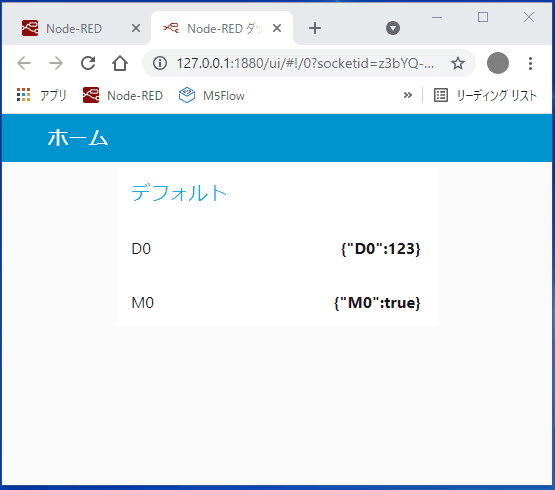 Node-RED
Node-RED ダッ
127.0.0.1:1880/ui/#!/0?socketid=z3bYQ-...
アプリ Node-RED M5Flow » リーディング リスト
ホーム
デフォルト
D0 {"D0":123}
M0 {"M0":true}